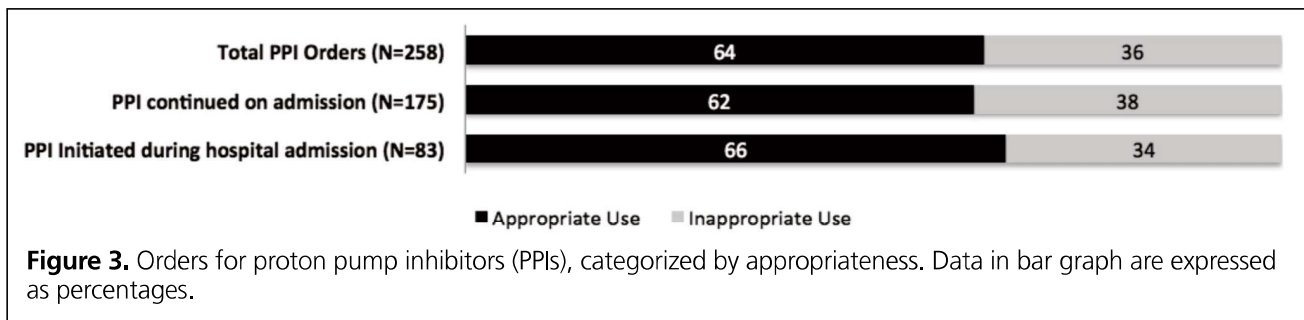 Total PPI Orders (N=258) 64 36
PPI continued on admission (N=175) 62 38
PPI Initiated during hospital admission (N=83) 66 34
Appropriate Use Inappropriate Use
Figure 3. Orders for proton pump inhibitors (PPIs), categorized by appropriateness. Data in bar graph are expressed
as percentages.